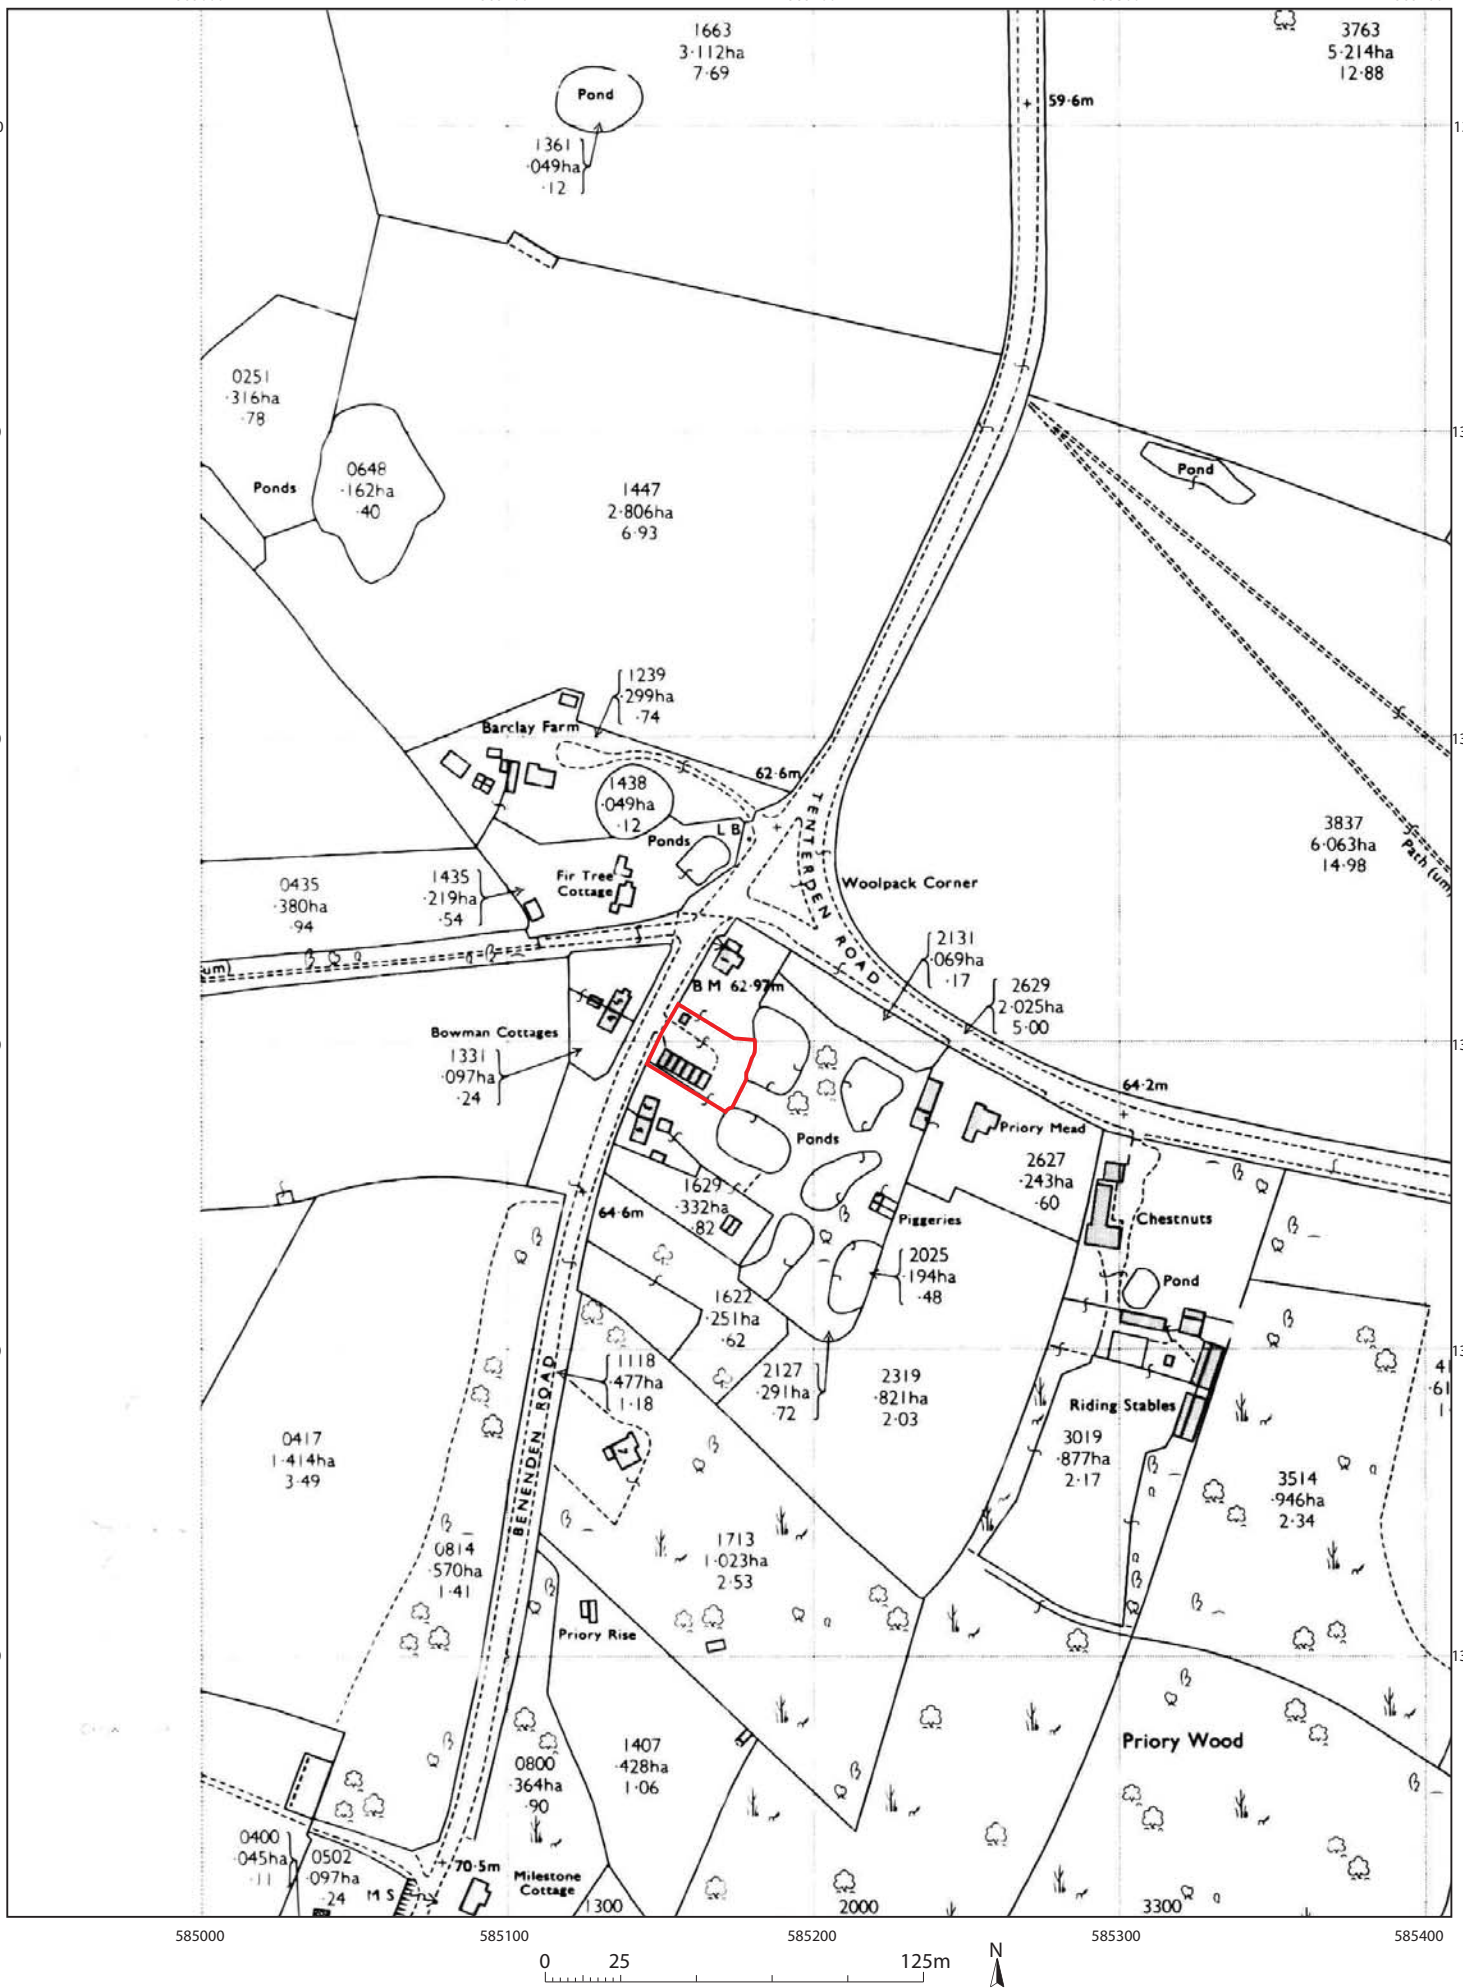 1663
3·112ha
7·69
3763
5·214ha
12·88
Pond
59·6m
1361
·049ha
·12
0251
·316ha
·78
Ponds
0648
·162ha
·40
1447
2·806ha
6·93
Pond
1239
·299ha
·74
Barclay Farm
62·6m
1438
·049ha
·12
L B
Ponds
TENTERDEN ROAD
3837
6·063ha
14·98
Path (um)
Woolpack Corner
Fir Tree
Cottage
1435
·219ha
·54
0435
·380ha
·94
um)
2131
·069ha
·17
2629
2·025ha
5·00
B M 62·97m
Bowman Cottages
1331
·097ha
·24
64·2m
Priory Mead
Ponds
2627
·243ha
·60
1629
·332ha
·82
64·6m
Piggeries
Chestnuts
2025
·194ha
·48
Pond
1622
·251ha
·62
1118
·477ha
1·18
2127
·291ha
·72
2319
·821ha
2·03
Riding Stables
3019
·877ha
2·17
BENENDEN ROAD
0417
1·414ha
3·49
3514
·946ha
2·34
0814
·570ha
1·41
1713
1·023ha
2·53
Priory Rise
Priory Wood
1407
·428ha
1·06
0800
·364ha
·90
0400
·045ha
·11
0502
·097ha
·24
M S
70·5m
Milestone
Cottage
1300
2000
3300
585000
585100
585200
585300
585400
0
25
125m
N